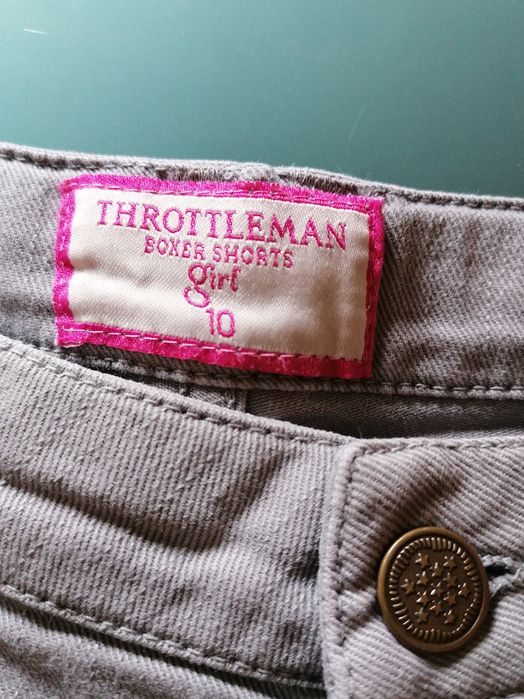 THROTTLEMAN
BOXER SHORTS
girl
10